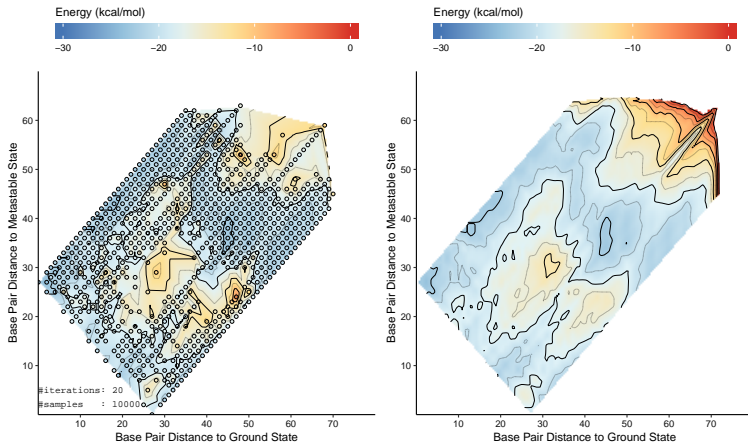 Energy (kcal/mol)
−30 −20 −10 0
Base Pair Distance to Metastable State
60
50
40
30
20
10
#iterations: 20
#samples : 10000
10 20 30 40 50 60 70
Base Pair Distance to Ground State
Energy (kcal/mol)
−30 −20 −10 0
Base Pair Distance to Metastable State
60
50
40
30
20
10
10 20 30 40 50 60 70
Base Pair Distance to Ground State